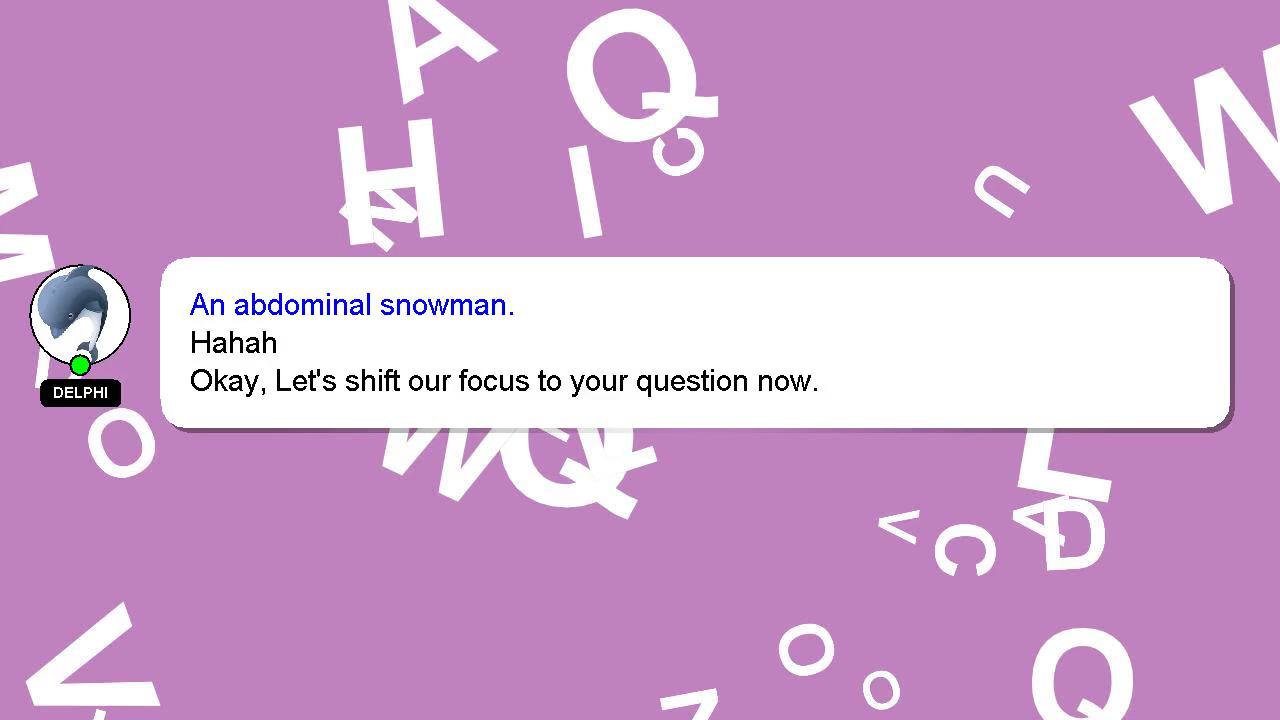 An abdominal snowman.
Hahah
Okay, Let's shift our focus to your question now.
DELPHI
A
Q
W
H
I
C
U
M
O
W
Q
L
V
C
A
D
V
O
O
Q